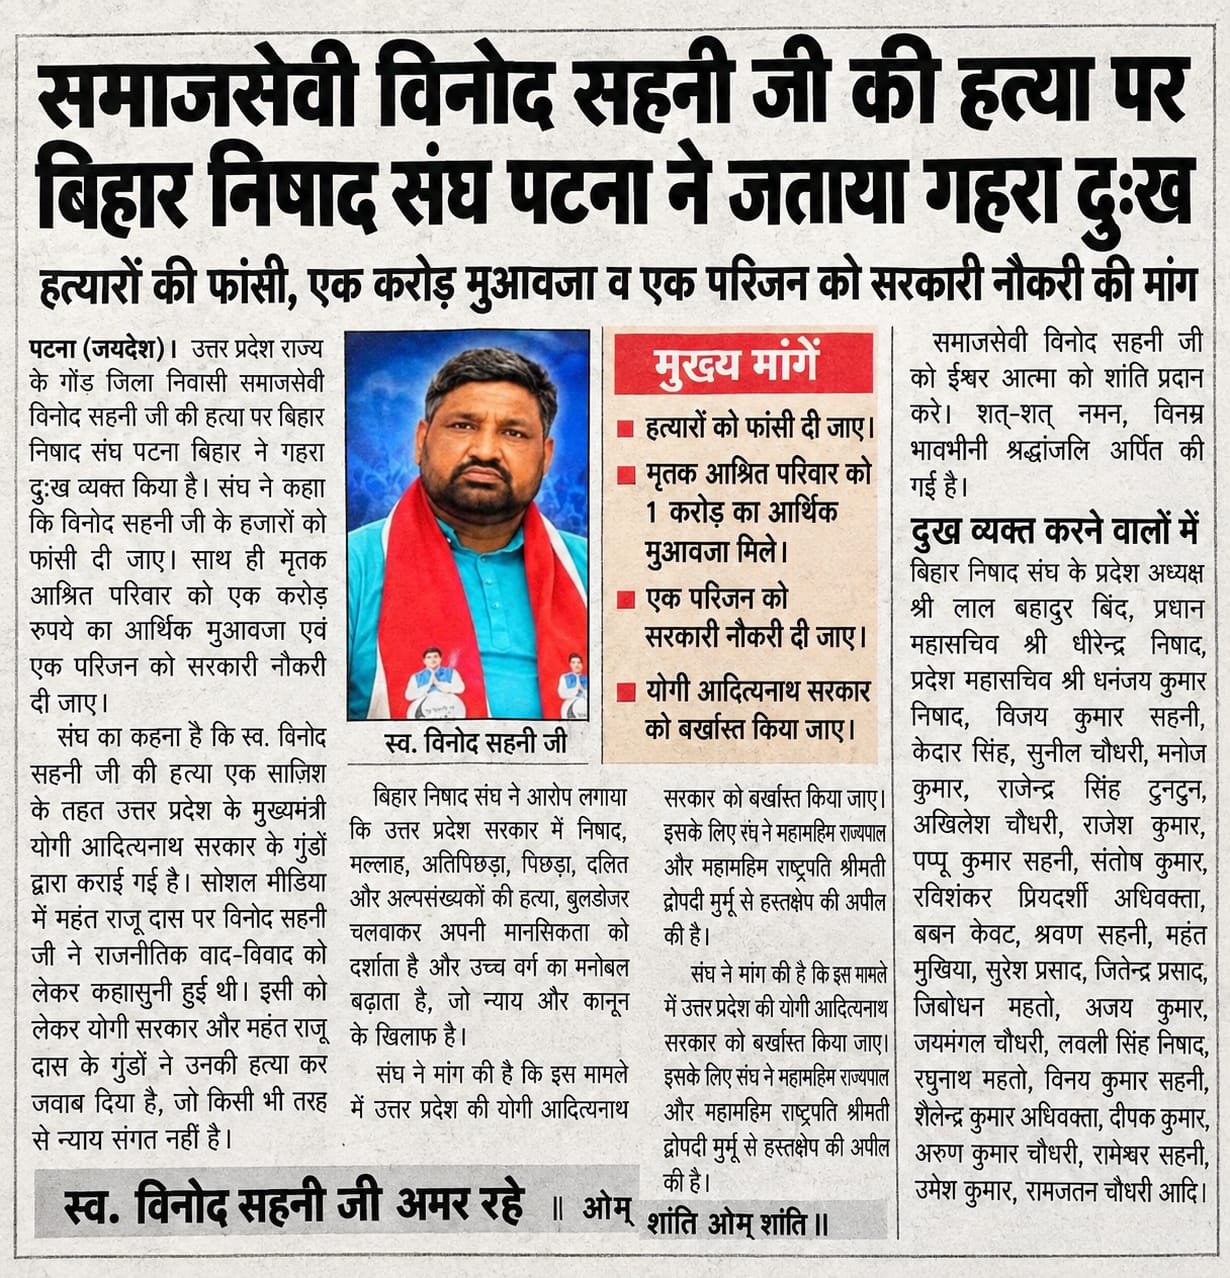 समाजसेवी विनोद सहनी जी की हत्या पर
बिहार निषाद संघ पटना ने जताया गहरा दुःख
हत्यारों की फांसी, एक करोड़ मुआवजा व एक परिजन को सरकारी नौकरी की मांग
पटना (जयदेश)। उत्तर प्रदेश राज्य
के गोंड़ जिला निवासी समाजसेवी
विनोद सहनी जी की हत्या पर बिहार
निषाद संघ पटना बिहार ने गहरा
दुःख व्यक्त किया है। संघ ने कहाा
कि विनोद सहनी जी के हजारों को
फांसी दी जाए। साथ ही मृतक
आश्रित परिवार को एक करोड़
रुपये का आर्थिक मुआवजा एवं
एक परिजन को सरकारी नौकरी
दी जाए।
संघ का कहना है कि स्व. विनोद
सहनी जी की हत्या एक साज़िश
के तहत उत्तर प्रदेश के मुख्यमंत्री
योगी आदित्यनाथ सरकार के गुंडों
द्वारा कराई गई है। सोशल मीडिया
में महंत राजू दास पर विनोद सहनी
जी ने राजनीतिक वाद-विवाद को
लेकर कहाासुनी हुई थी। इसी को
लेकर योगी सरकार और महंत राजू
दास के गुंडों ने उनकी हत्या कर
जवाब दिया है, जो किसी भी तरह
से न्याय संगत नहीं है।
स्व. विनोद सहनी जी
मुख्य मांगें
हत्यारों को फांसी दी जाए।
मृतक आश्रित परिवार को
1 करोड़ का आर्थिक
मुआवजा मिले।
एक परिजन को
सरकारी नौकरी दी जाए।
योगी आदित्यनाथ सरकार
को बर्खास्त किया जाए।
बिहार निषाद संघ ने आरोप लगाया
कि उत्तर प्रदेश सरकार में निषाद,
मल्लाह, अतिपिछड़ा, पिछड़ा, दलित
और अल्पसंख्यकों की हत्या, बुलडोजर
चलवाकर अपनी मानसिकता को
दर्शाता है और उच्च वर्ग का मनोबल
बढ़ाता है, जो न्याय और कानून
के खिलाफ है।
संघ ने मांग की है कि इस मामले
में उत्तर प्रदेश की योगी आदित्यनाथ
सरकार को बर्खास्त किया जाए।
इसके लिए संघ ने महामहिम राज्यपाल
और महामहिम राष्ट्रपति श्रीमती
द्रोपदी मुर्मू से हस्तक्षेप की अपील
की है।
संघ ने मांग की है कि इस मामले
में उत्तर प्रदेश की योगी आदित्यनाथ
सरकार को बर्खास्त किया जाए।
इसके लिए संघ ने महामहिम राज्यपाल
और महामहिम राष्ट्रपति श्रीमती
द्रोपदी मुर्मू से हस्तक्षेप की अपील
की है।
समाजसेवी विनोद सहनी जी
को ईश्वर आत्मा को शांति प्रदान
करे। शत्-शत् नमन, विनम्र
भावभीनी श्रद्धांजलि अर्पित की
गई है।
दुख व्यक्त करने वालों में
बिहार निषाद संघ के प्रदेश अध्यक्ष
श्री लाल बहादुर बिंद, प्रधान
महासचिव श्री धीरेन्द्र निषाद,
प्रदेश महासचिव श्री धनंजय कुमार
निषाद, विजय कुमार सहनी,
केदार सिंह, सुनील चौधरी, मनोज
कुमार, राजेन्द्र सिंह टुनटुन,
अखिलेश चौधरी, राजेश कुमार,
पप्पू कुमार सहनी, संतोष कुमार,
रविशंकर प्रियदर्शी अधिवक्ता,
बबन केवट, श्रवण सहनी, महंत
मुखिया, सुरेश प्रसाद, जितेन्द्र प्रसाद,
जिबोधन महतो, अजय कुमार,
जयमंगल चौधरी, लवली सिंह निषाद,
रघुनाथ महतो, विनय कुमार सहनी,
शैलेन्द्र कुमार अधिवक्ता, दीपक कुमार,
अरुण कुमार चौधरी, रामेश्वर सहनी,
उमेश कुमार, रामजतन चौधरी आदि।
स्व. विनोद सहनी जी अमर रहे ॥ ओम् शांति ओम् शांति॥